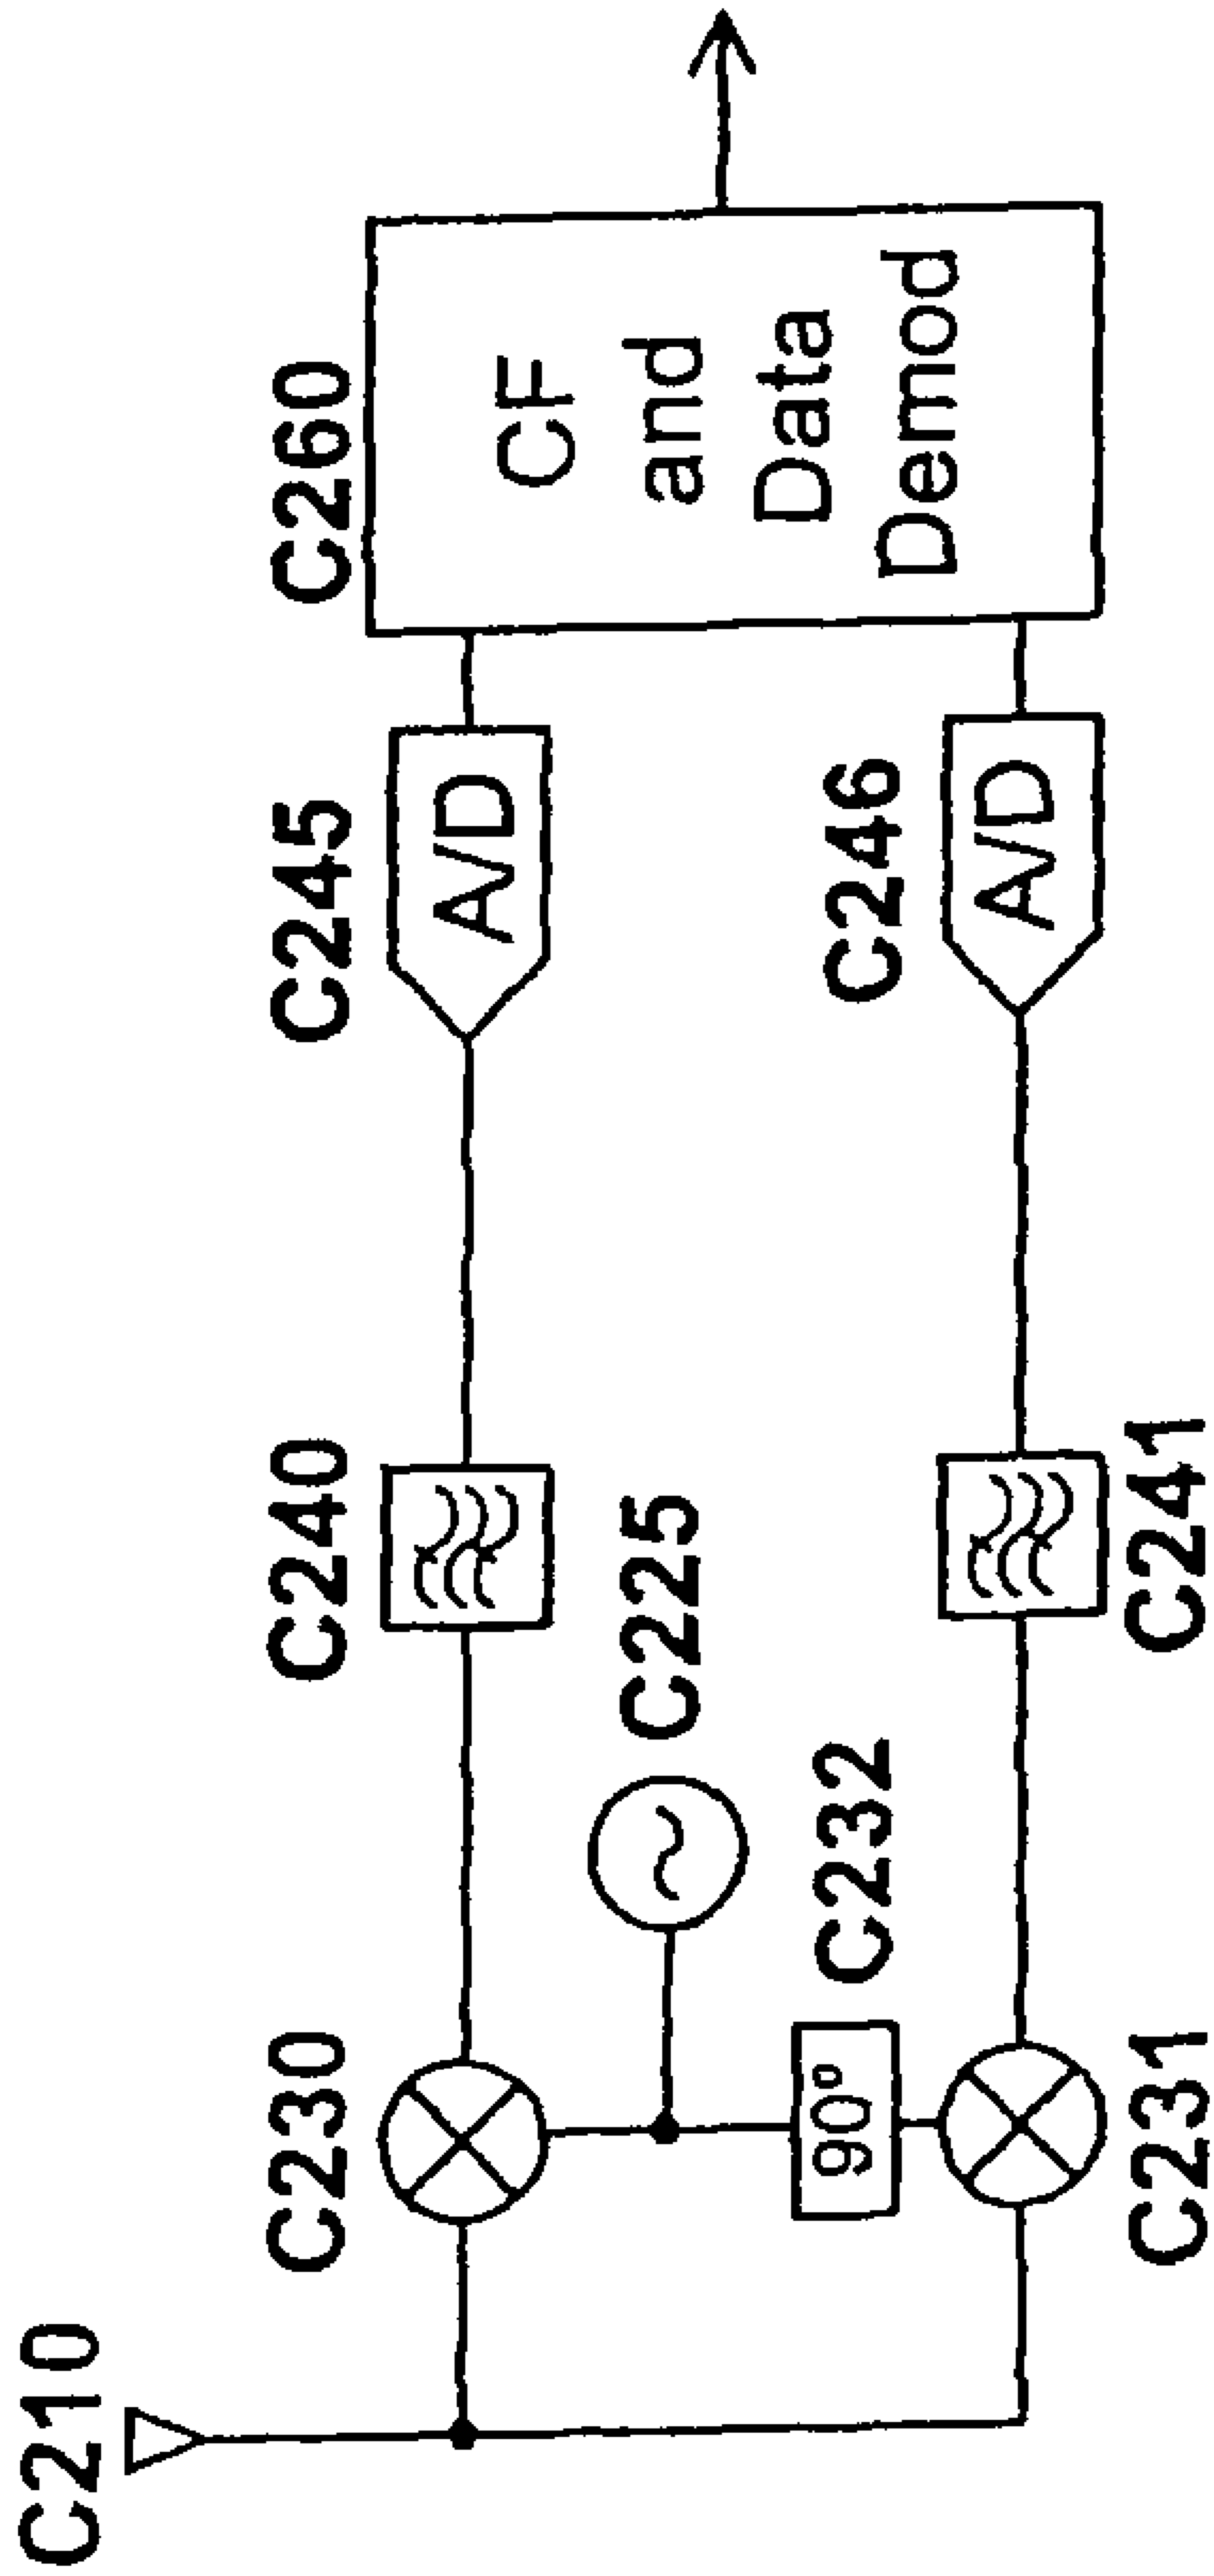 C210
C230
C240
C245
C260
C225
C232
90°
C231
C241
C246
A/D
A/D
CF
and
Data
Demod